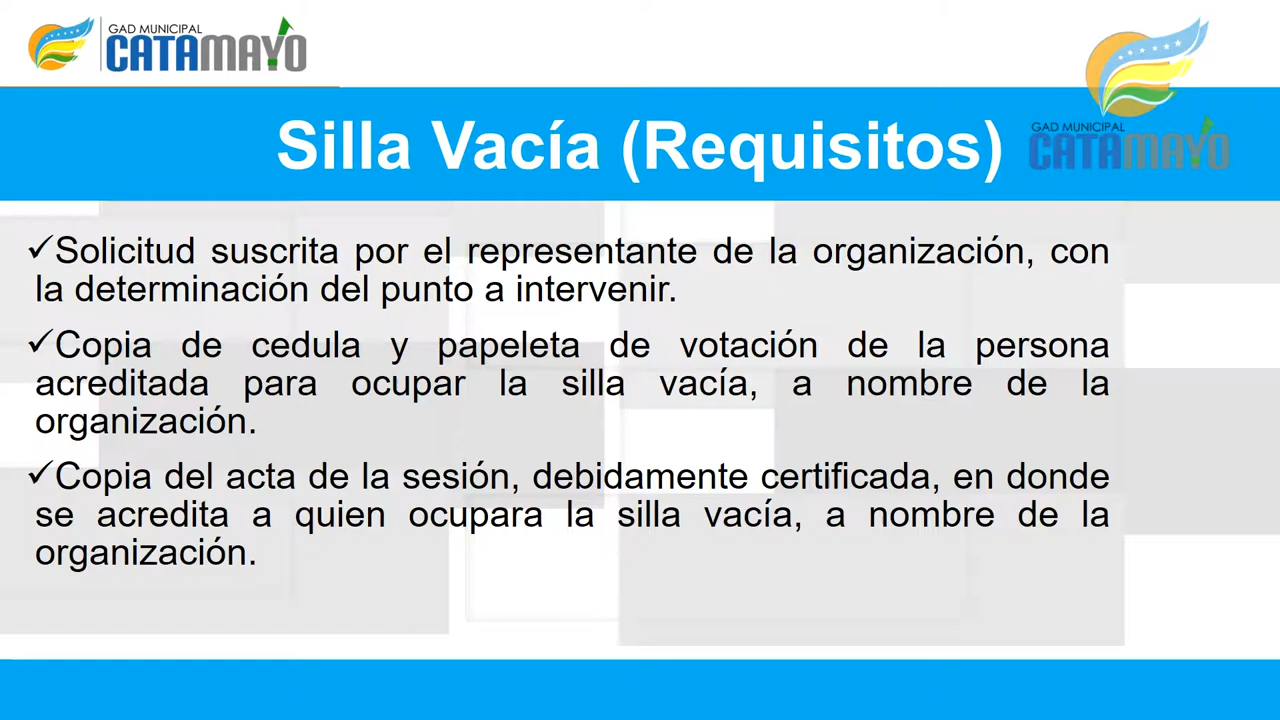 GAD MUNICIPAL
CATAMAYO
GAD MUNICIPAL
CATAMAYO
Silla Vacía (Requisitos)
✓Solicitud suscrita por el representante de la organización, con
la determinación del punto a intervenir.
✓Copia de cedula y papeleta de votación de la persona
acreditada para ocupar la silla vacía, a nombre de la
organización.
✓Copia del acta de la sesión, debidamente certificada, en donde
se acredita a quien ocupara la silla vacía, a nombre de la
organización.